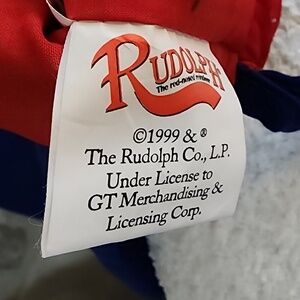 RUDOLPH
The red-nosed reindeer
©1999 & ®
The Rudolph Co., L.P.
Under License to
GT Merchandising &
Licensing Corp.